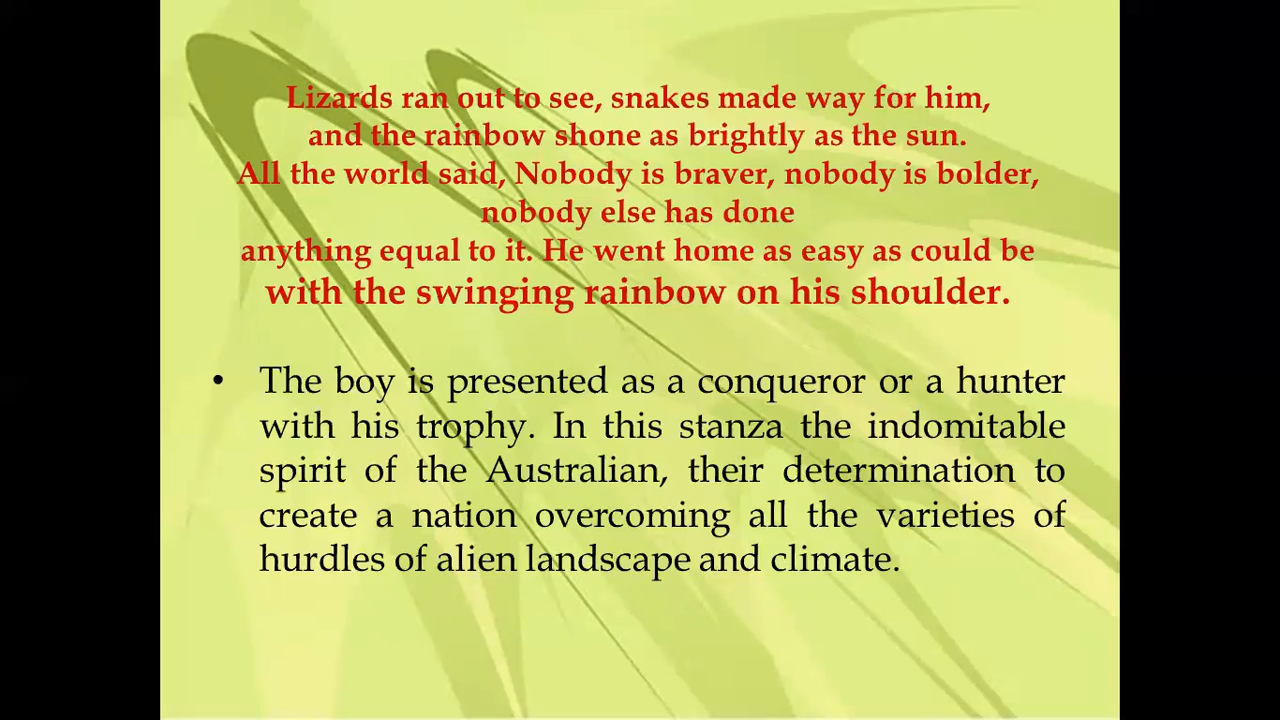 Lizards ran out to see, snakes made way for him,
and the rainbow shone as brightly as the sun.
All the world said, Nobody is braver, nobody is bolder,
nobody else has done
anything equal to it. He went home as easy as could be
with the swinging rainbow on his shoulder.
• The boy is presented as a conqueror or a hunter
with his trophy. In this stanza the indomitable
spirit of the Australian, their determination to
create a nation overcoming all the varieties of
hurdles of alien landscape and climate.